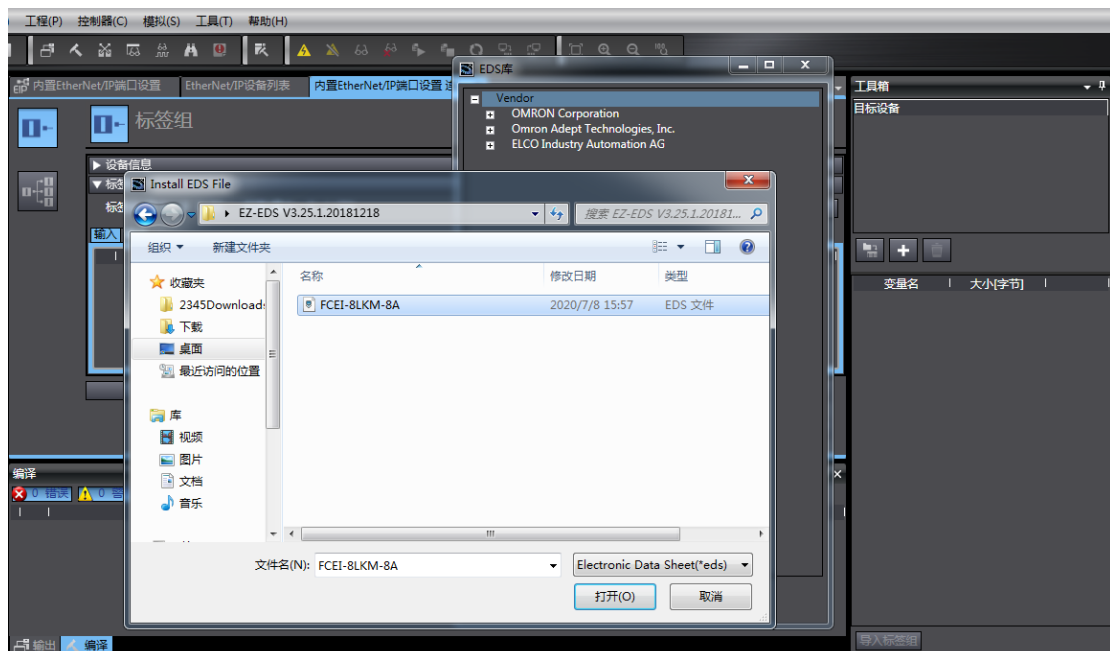 工程(P) 控制器(C) 模拟(S) 工具(T) 帮助(H)
EDS库
内置EtherNet/IP端口设置 EtherNet/IP设备列表 内置EtherNet/IP端口设置
工具箱
目标设备
标签组
Vendor
OMRON Corporation
Omron Adept Technologies, Inc.
ELCO Industry Automation AG
设备信息
Install EDS File
EZ-EDS V3.25.1.20181218
搜索 EZ-EDS V3.25.1.20181...
输入
组织 新建文件夹
名称 修改日期 类型
收藏夹
2345Download
FCEI-8LKM-8A 2020/7/8 15:57 EDS 文件
下载
桌面
最近访问的位置
库
视频
图片
文档
音乐
变量名 大小[字节]
编译
0 错误 0
文件名(N): FCEI-8LKM-8A Electronic Data Sheet(*eds)
打开(O) 取消
输出 编译
导入标签组